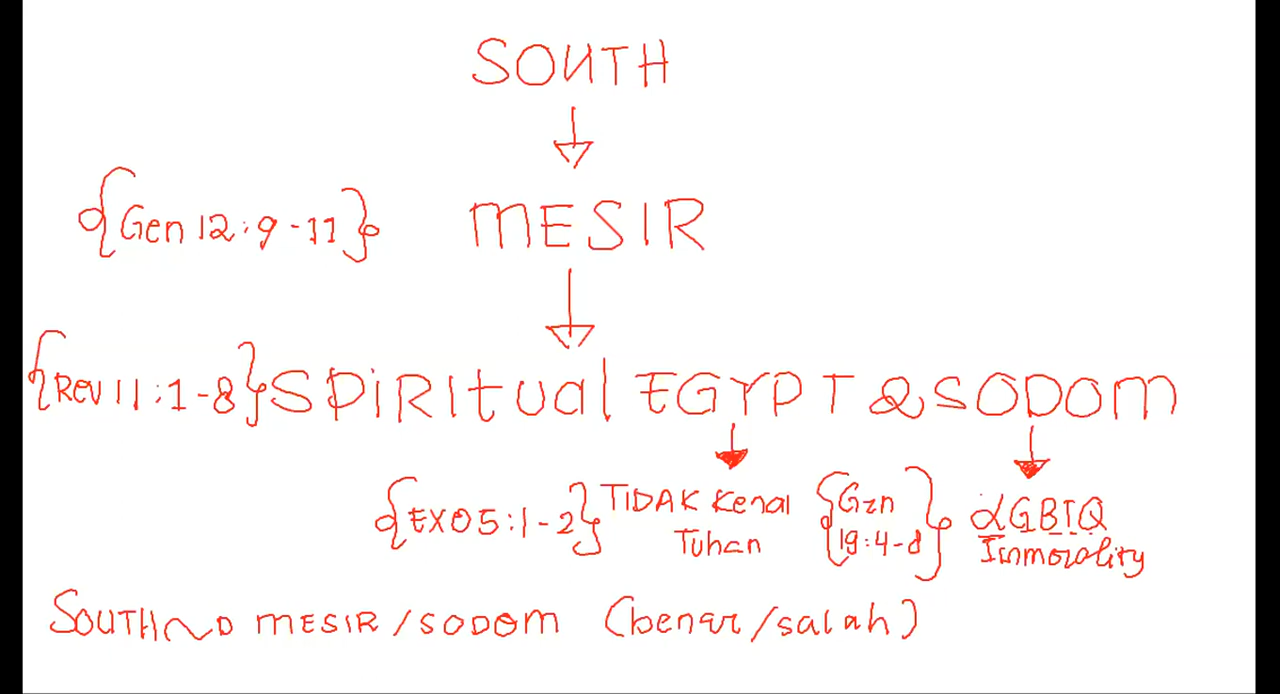 SOUTH
{Gen 12:9-11} MESIR
{Rev 11:1-8} SPIRITUAL EGYPT & SODOM
{EXO 5:1-2} TIDAK Kenal Tuhan {Gen 19:4-8} LGBTQ Immorality
SOUTH MESIR/SODOM (benar/salah)